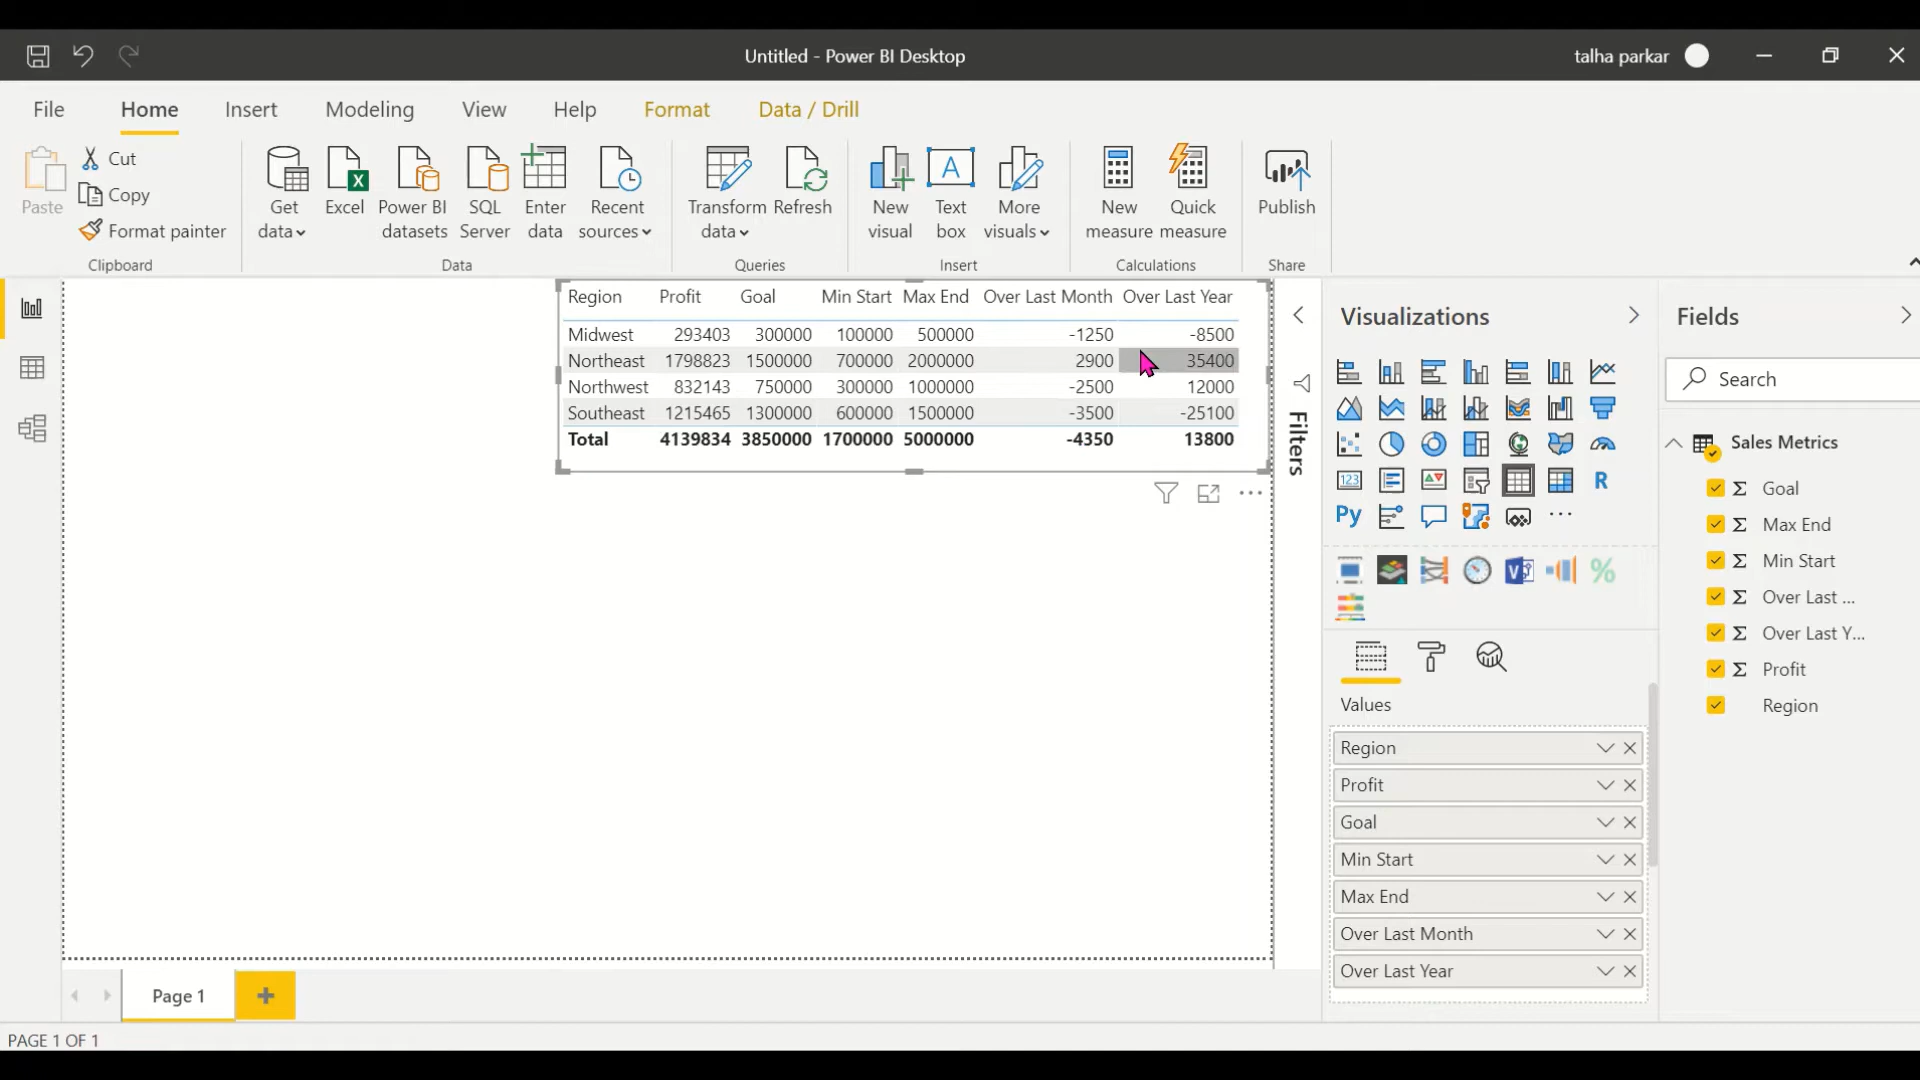 Untitled - Power BI Desktop
talha parkar
File Home Insert Modeling View Help Format Data / Drill
Paste
Cut
Copy
Format painter
Clipboard
Get data
Excel
Power BI datasets
SQL Server
Enter data
Recent sources
Data
Transform data
Refresh
Queries
New visual
Text box
More visuals
Insert
New measure
Quick measure
Calculations
Publish
Share
Region Profit Goal Min Start Max End Over Last Month Over Last Year
Midwest 293403 300000 100000 500000 -1250 -8500
Northeast 1798823 1500000 700000 2000000 2900 35400
Northwest 832143 750000 300000 1000000 -2500 12000
Southeast 1215465 1300000 600000 1500000 -3500 -25100
Total 4139834 3850000 1700000 5000000 -4350 13800
Filters
Visualizations
123
R
Py
V
%
Values
Region
Profit
Goal
Min Start
Max End
Over Last Month
Over Last Year
Fields
Search
Sales Metrics
Σ Goal
Σ Max End
Σ Min Start
Σ Over Last ...
Σ Over Last Y...
Σ Profit
Region
Page 1
PAGE 1 OF 1